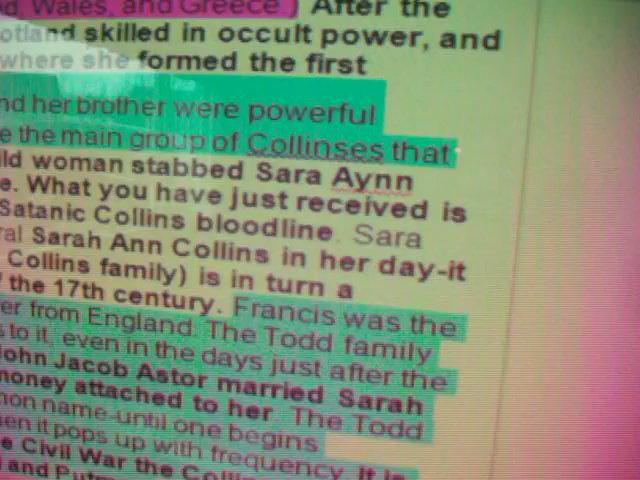 d, Wales, and Greece.) After the
otland skilled in occult power, and
where she formed the first
nd her brother were powerful
e the main group of Collinses that
ild woman stabbed Sara Aynn
e. What you have just received is
Satanic Collins bloodline. Sara
ral Sarah Ann Collins in her day-it
Collins family) is in turn a
the 17th century. Francis was the
er from England. The Todd family
s to it, even in the days just after the
John Jacob Astor married Sarah
money attached to her. The Todd
mon name-until one begins
hen it pops up with frequency. It is
e Civil War the
and